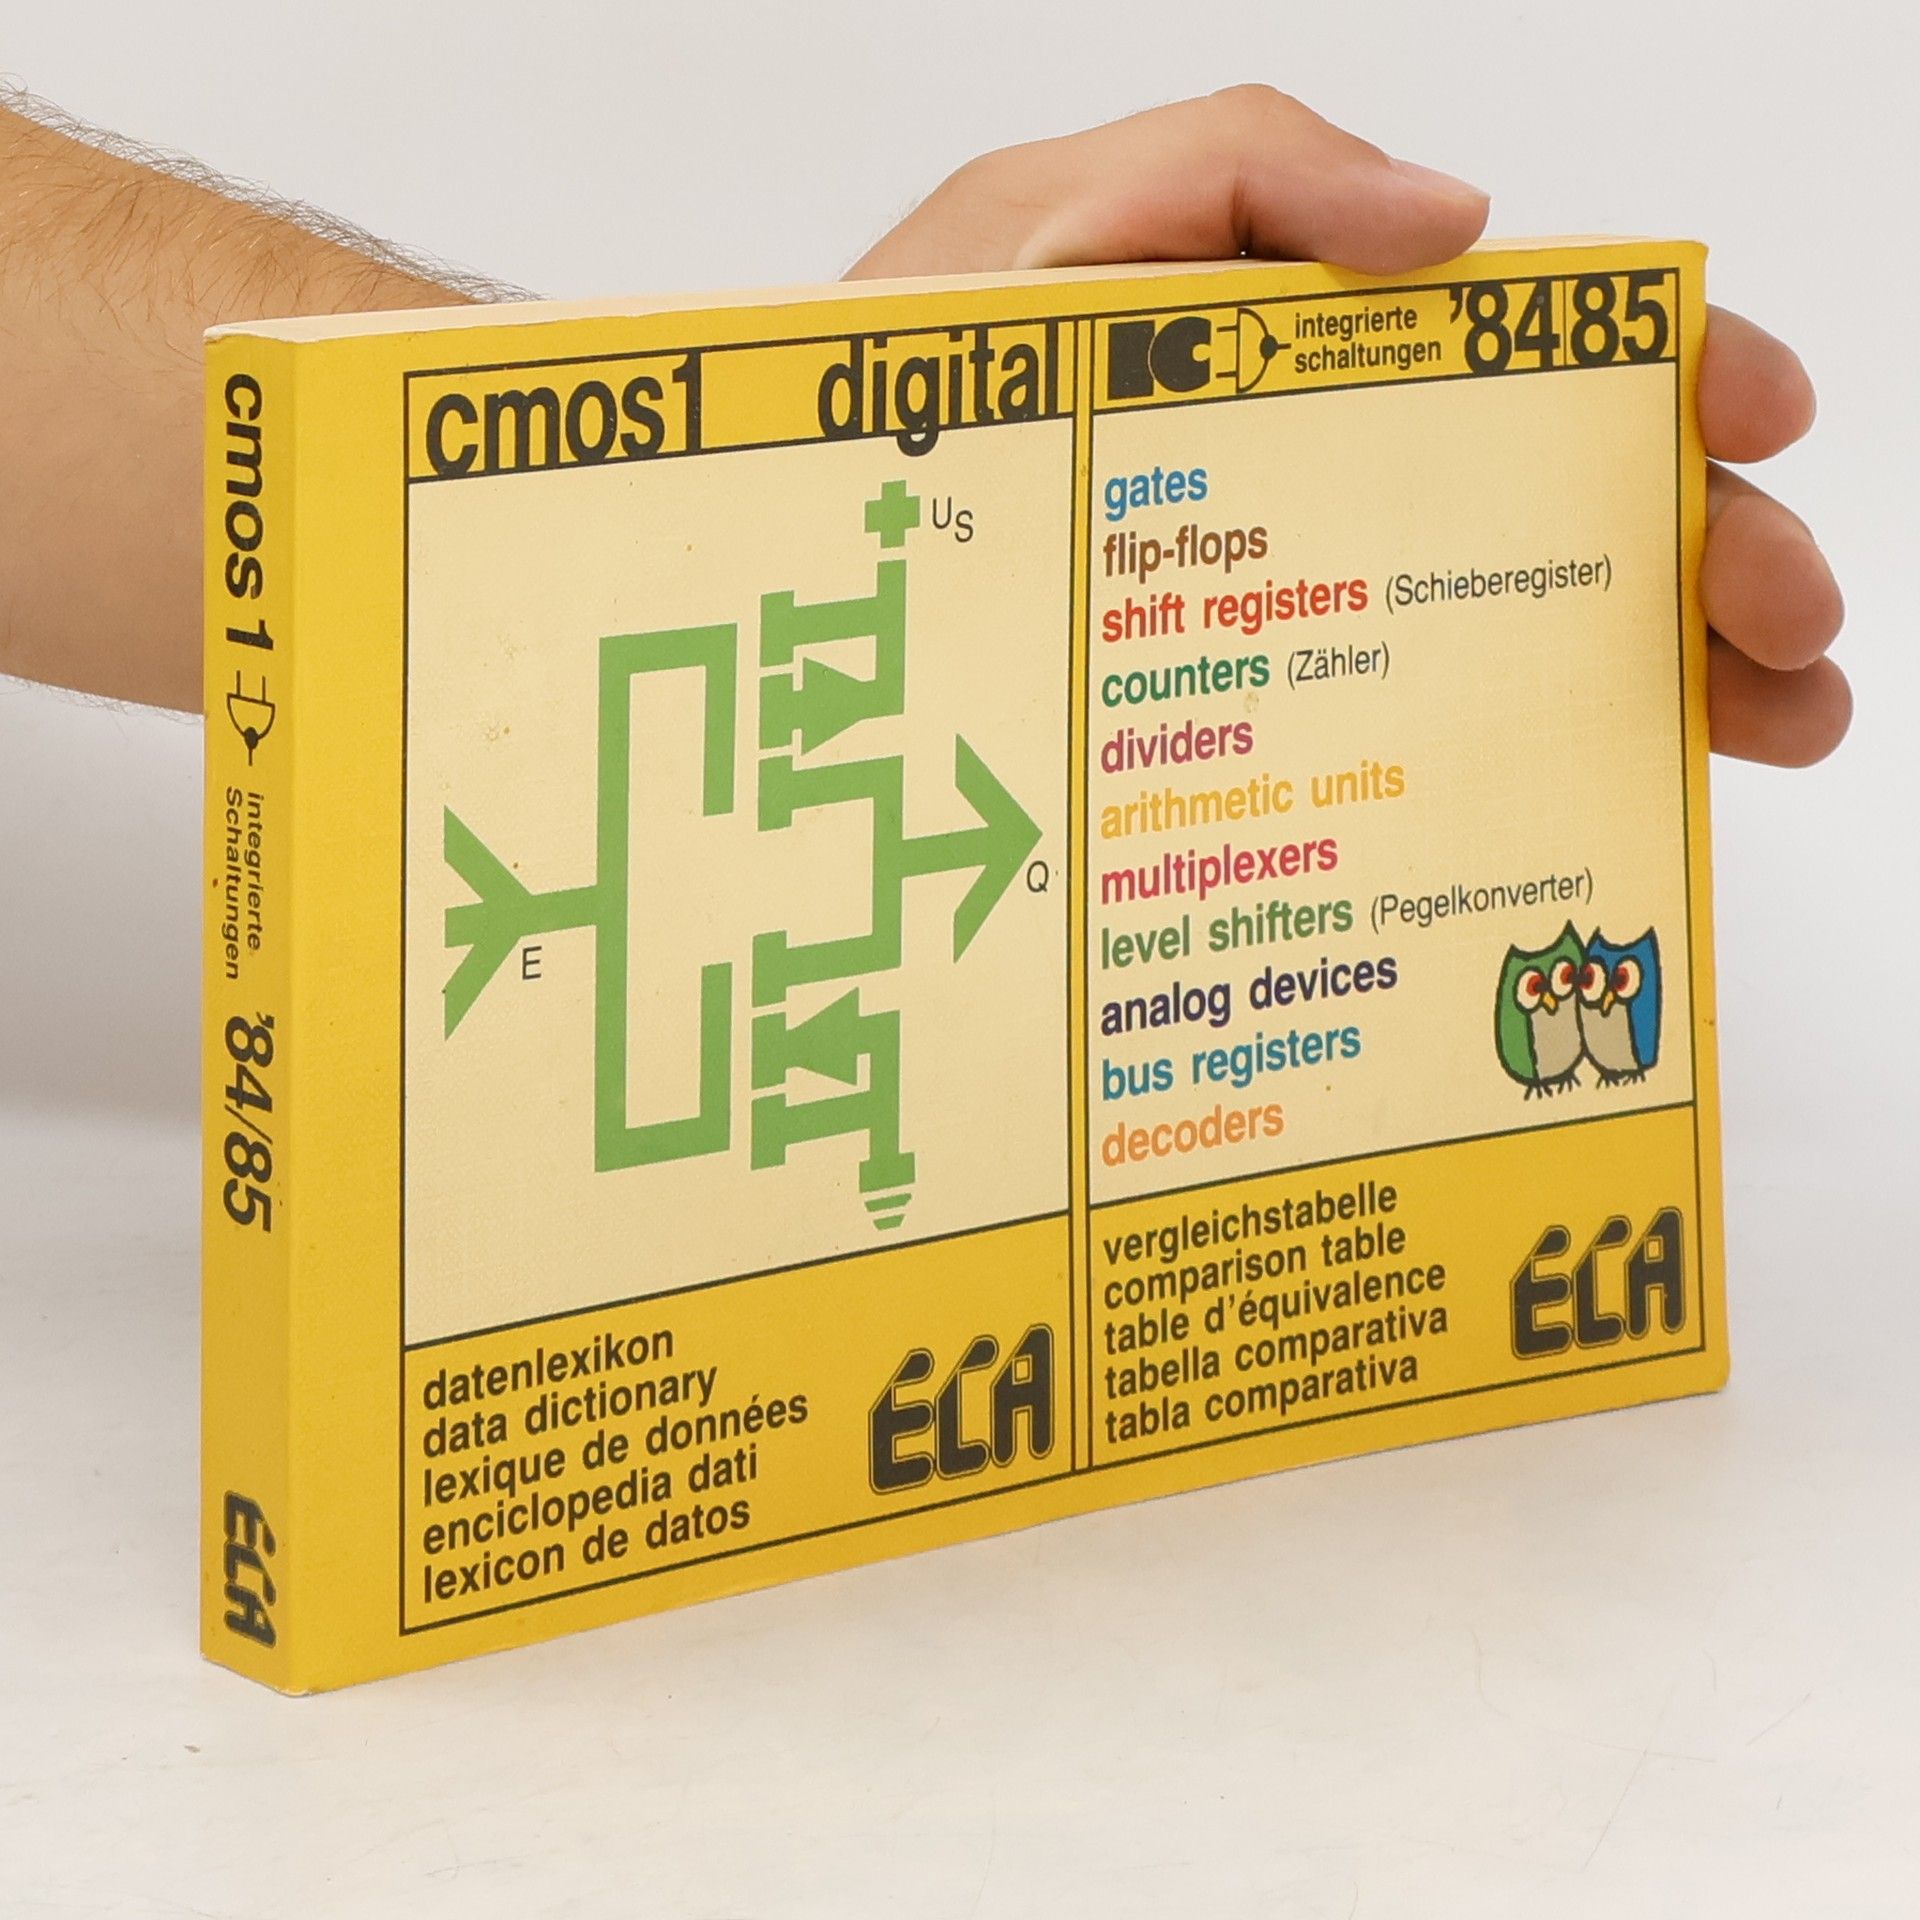 cmos 1
integrierte
Schaltungen
'84/85
ECA
cmos1 digital
U S
E
Q
datenlexikon
data dictionary
lexique de données
enciclopedia dati
lexicon de datos
ECA
IC
integrierte
schaltungen
'84/85
gates
flip-flops
shift registers (Schieberegister)
counters (Zähler)
dividers
arithmetic units
multiplexers
level shifters (Pegelkonverter)
analog devices
bus registers
decoders
vergleichstabelle
comparison table
table d'équivalence
tabella comparativa
tabla comparativa
ECA